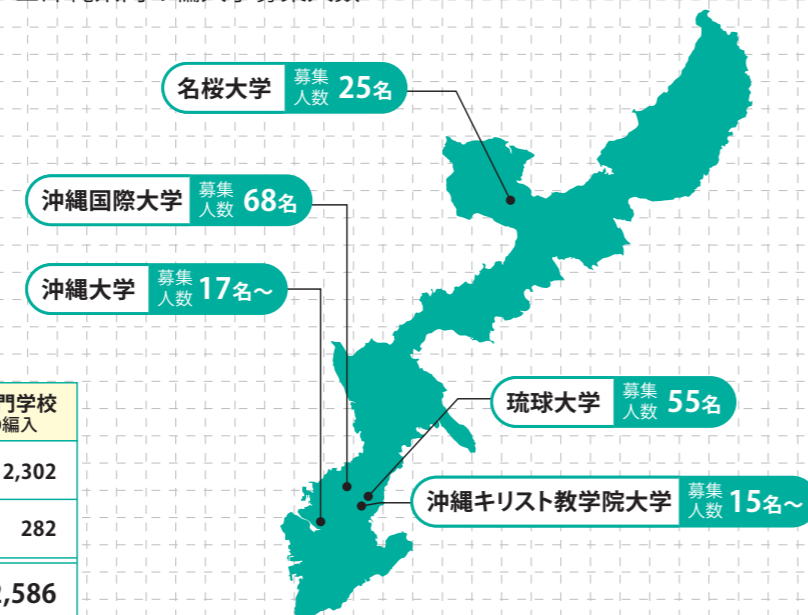 名桜大学 募集人数 25名
沖縄国際大学 募集人数 68名
沖縄大学 募集人数 17名～
琉球大学 募集人数 55名
沖縄キリスト教学院大学 募集人数 15名～
門学校
編入
2,302
282
2,586